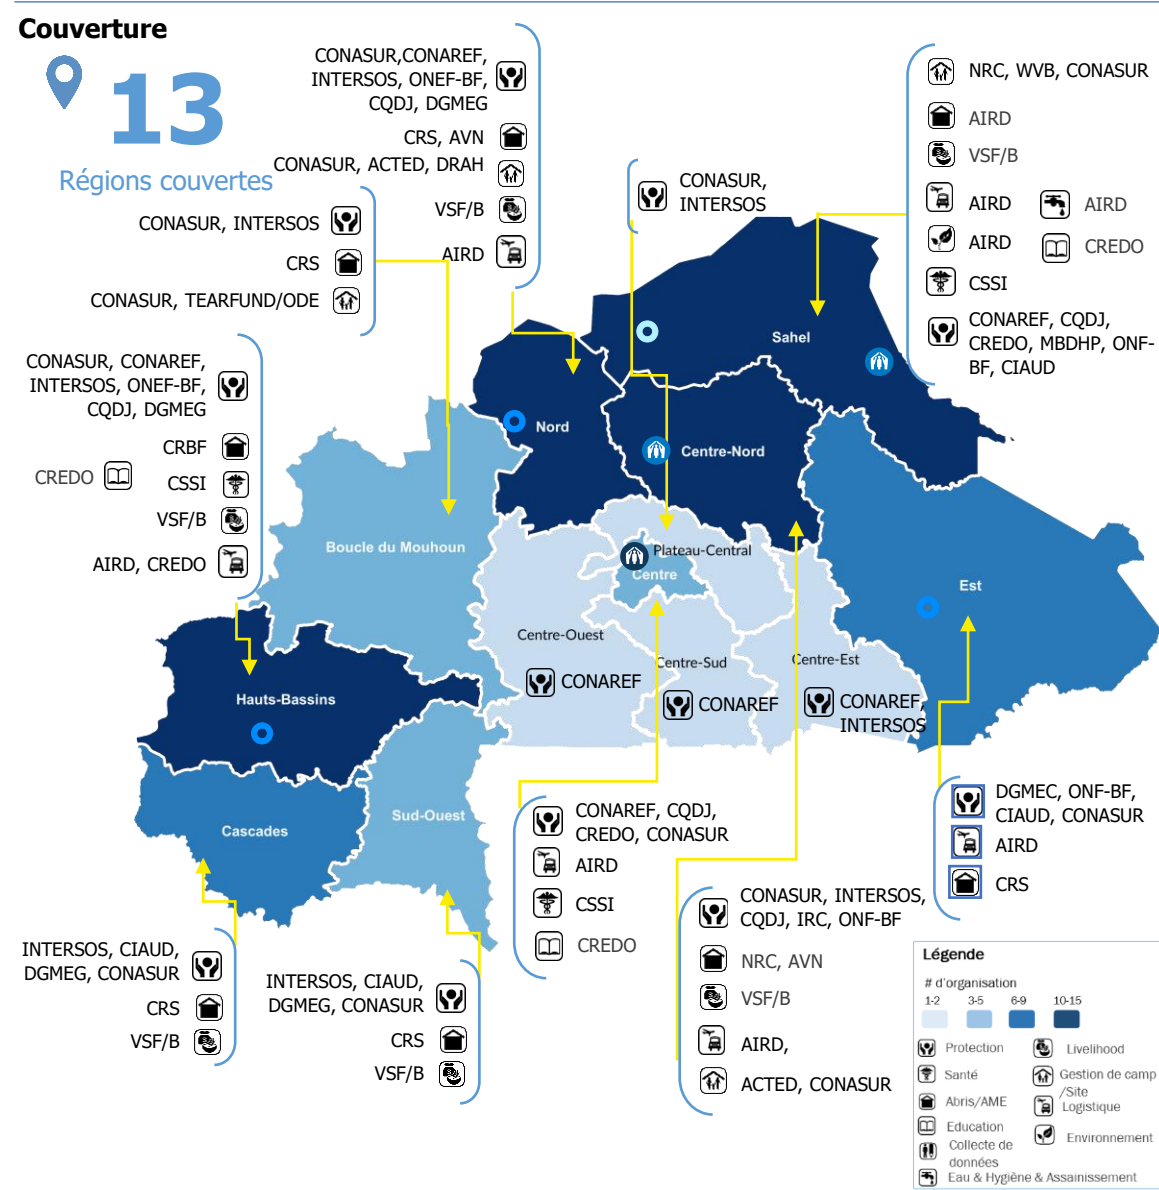 Couverture
13
Régions couvertes
CONASUR,CONAREF,
INTERSOS, ONEF-BF,
CQDJ, DGMEG
CRS, AVN
CONASUR, ACTED, DRAH
VSF/B
AIRD
CONASUR, INTERSOS
CRS
CONASUR, TEARFUND/ODE
CONASUR, CONAREF,
INTERSOS, ONEF-BF,
CQDJ, DGMEG
CRBF
CREDO
CSSI
VSF/B
AIRD, CREDO
CONASUR,
INTERSOS
NRC, WVB, CONASUR
AIRD
VSF/B
AIRD
AIRD
AIRD
CREDO
CSSI
CONAREF, CQDJ,
CREDO, MBDHP, ONF-
BF, CIAUD
Sahel
Nord
Centre-Nord
Boucle du Mouhoun
Plateau-Central
Centre
Est
Centre-Ouest
CONAREF
Centre-Sud
CONAREF
Centre-Est
CONAREF,
INTERSOS
Hauts-Bassins
Cascades
Sud-Ouest
INTERSOS, CIAUD,
DGMEG, CONASUR
CRS
VSF/B
INTERSOS, CIAUD,
DGMEG, CONASUR
CRS
VSF/B
CONAREF, CQDJ,
CREDO, CONASUR
AIRD
CSSI
CREDO
CONASUR, INTERSOS,
CQDJ, IRC, ONF-BF
NRC, AVN
VSF/B
AIRD,
ACTED, CONASUR
DGMEC, ONF-BF,
CIAUD, CONASUR
AIRD
CRS
Légende
# d'organisation
1-2 3-5 6-9 10-15
Protection
Livelihood
Santé
Gestion de camp
/Site
Abris/AME
Logistique
Education
Collecte de
données
Environnement
Eau & Hygiène & Assainissement